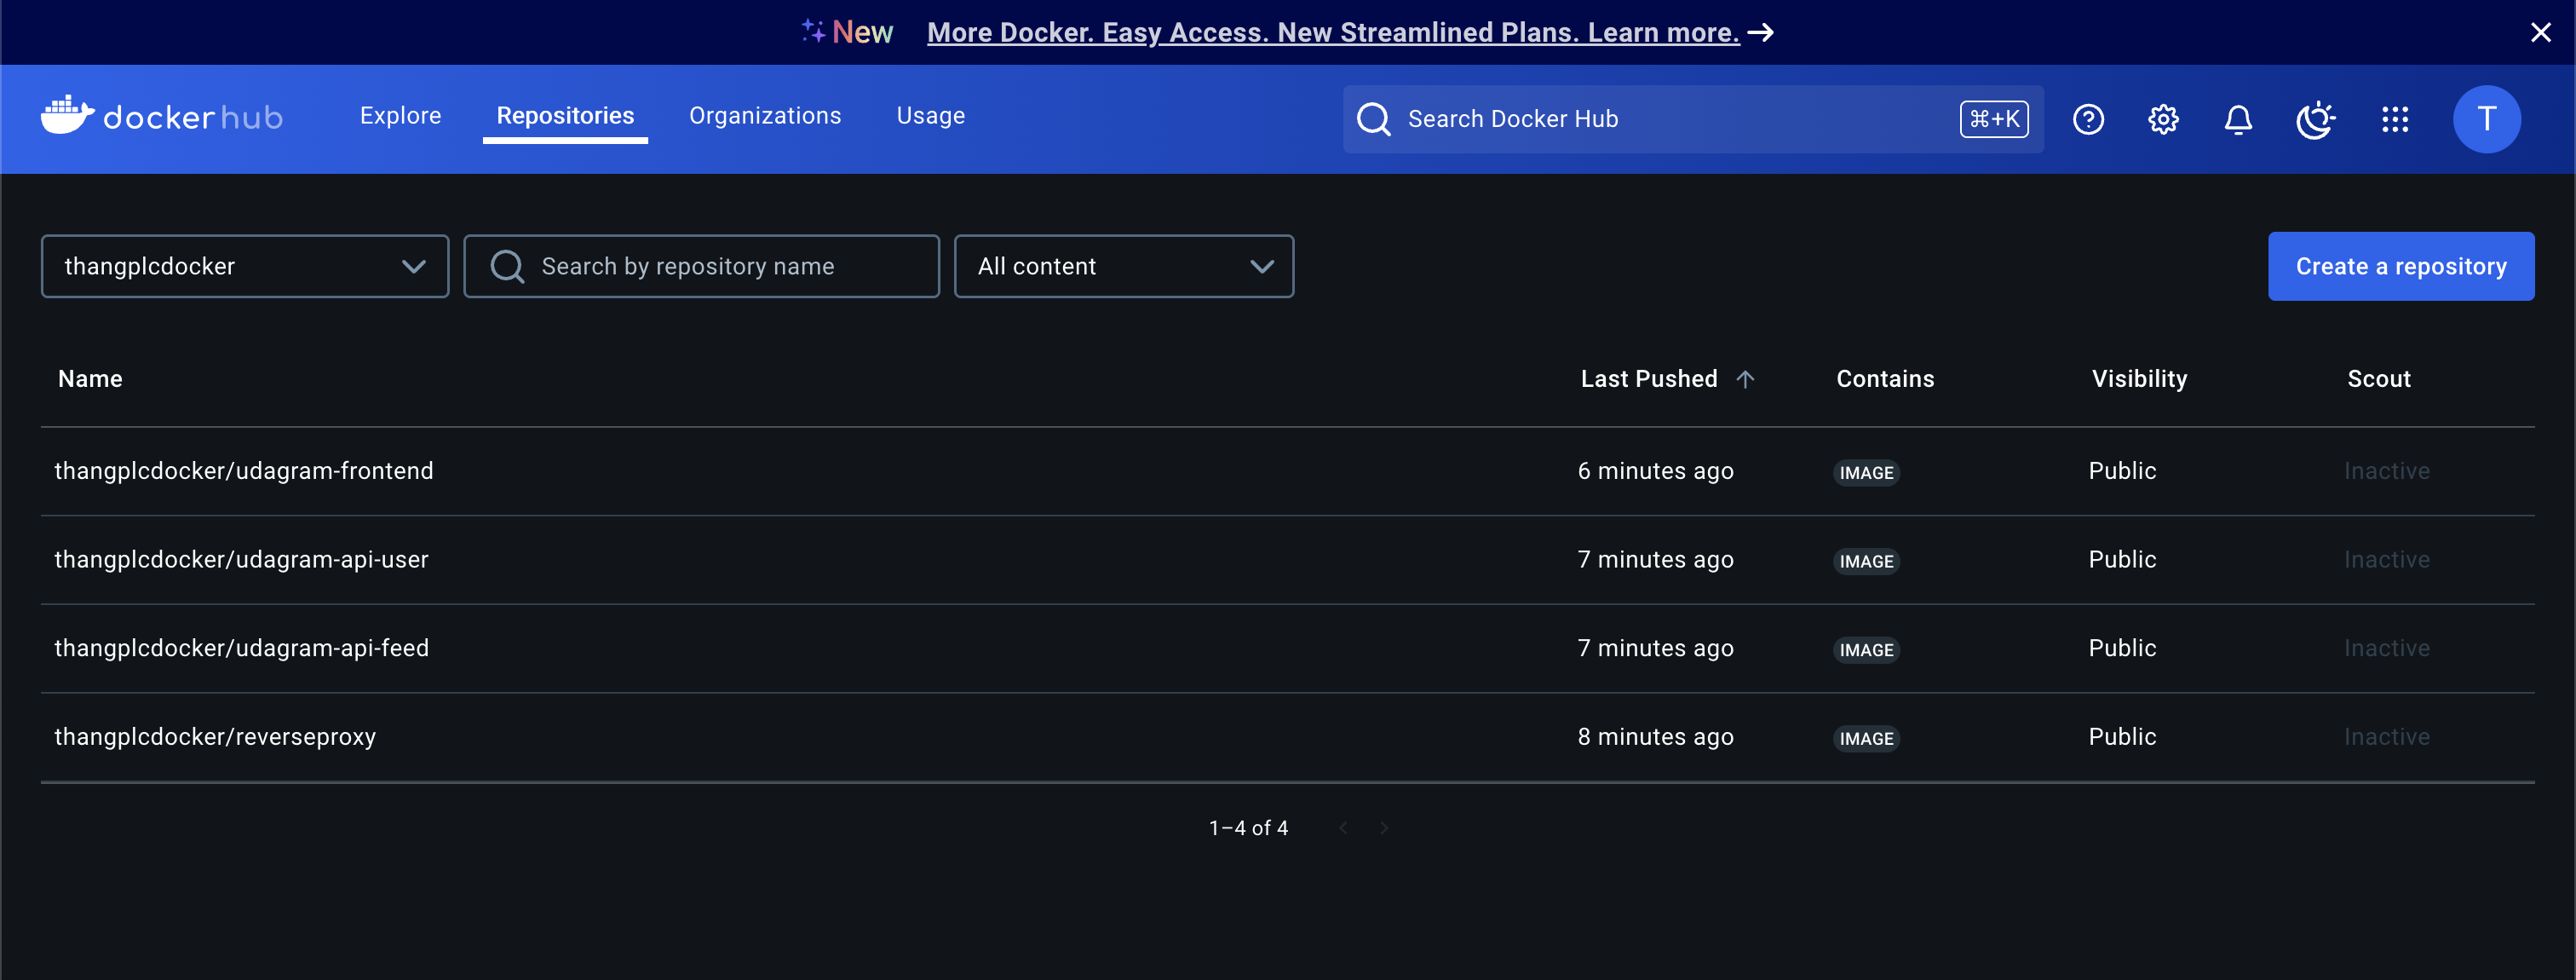 New More Docker. Easy Access. New Streamlined Plans. Learn more.
dockerhub Explore Repositories Organizations Usage Search Docker Hub ⌘+K T
thangplcdocker Search by repository name All content Create a repository
Name Last Pushed Contains Visibility Scout
thangplcdocker/udagram-frontend 6 minutes ago IMAGE Public Inactive
thangplcdocker/udagram-api-user 7 minutes ago IMAGE Public Inactive
thangplcdocker/udagram-api-feed 7 minutes ago IMAGE Public Inactive
thangplcdocker/reverseproxy 8 minutes ago IMAGE Public Inactive
1–4 of 4